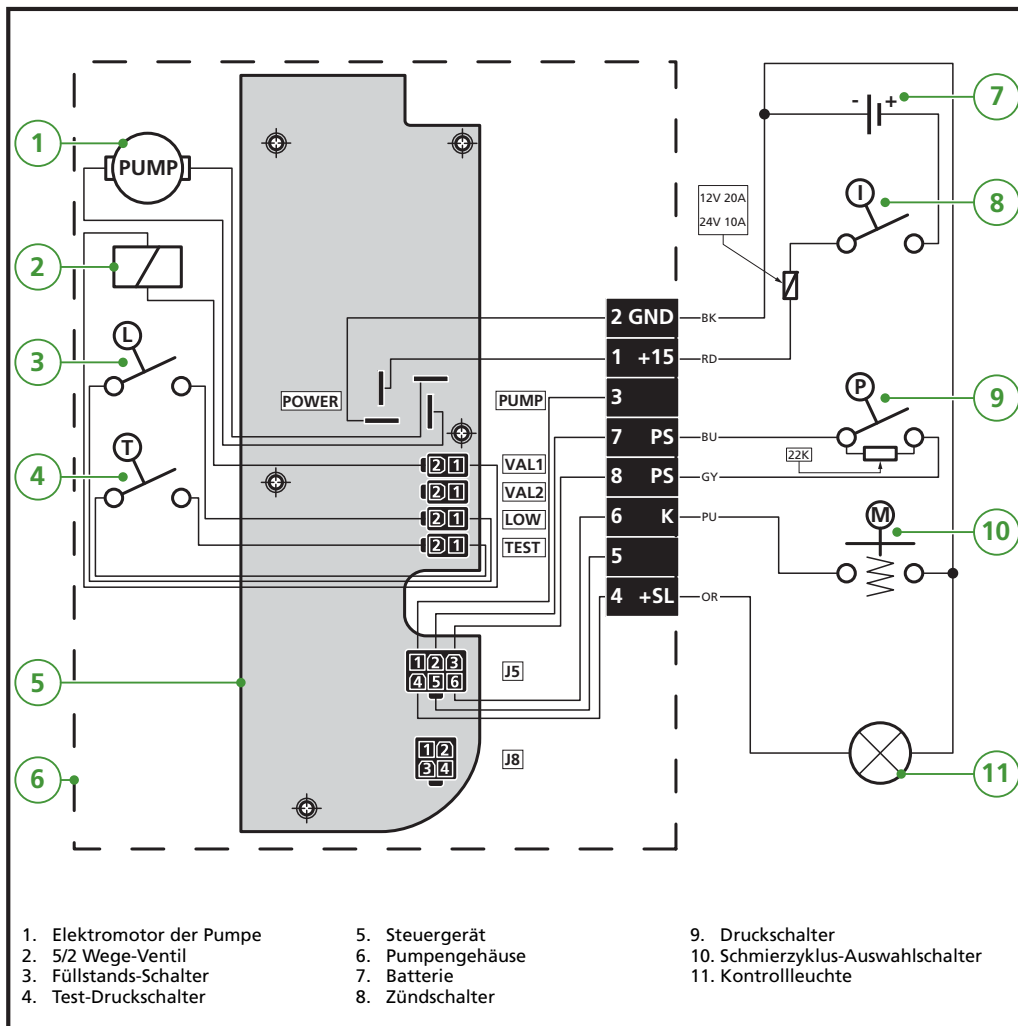 1
PUMP
2
L
3
T
4
5
6
POWER
PUMP
2 1 VAL1
2 1 VAL2
2 1 LOW
2 1 TEST
1 2 3
4 5 6
J5
1 2
3 4
J8
2 GND BK
1 +15 RD
3
7 PS BU
8 PS GY
6 K PU
5
4 +SL OR
- +
7
12V 20A
24V 10A
I
8
P
9
22K
M
10
11
1. Elektromotor der Pumpe
2. 5/2 Wege-Ventil
3. Füllstands-Schalter
4. Test-Druckschalter
5. Steuergerät
6. Pumpengehäuse
7. Batterie
8. Zündschalter
9. Druckschalter
10. Schmierzyklus-Auswahlschalter
11. Kontrollleuchte